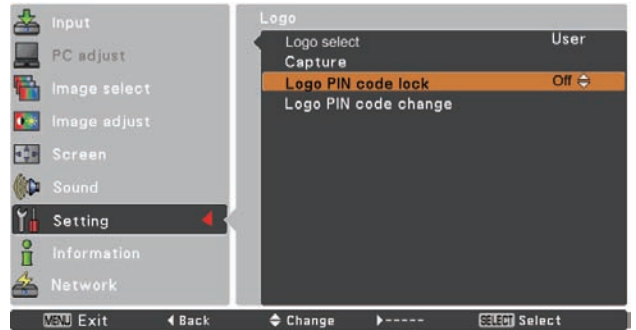 Input
PC adjust
Image select
Image adjust
Screen
Sound
Setting
Information
Network
Logo
Logo select User
Capture
Logo PIN code lock Off
Logo PIN code change
MENU Exit Back Change ----- SELECT Select